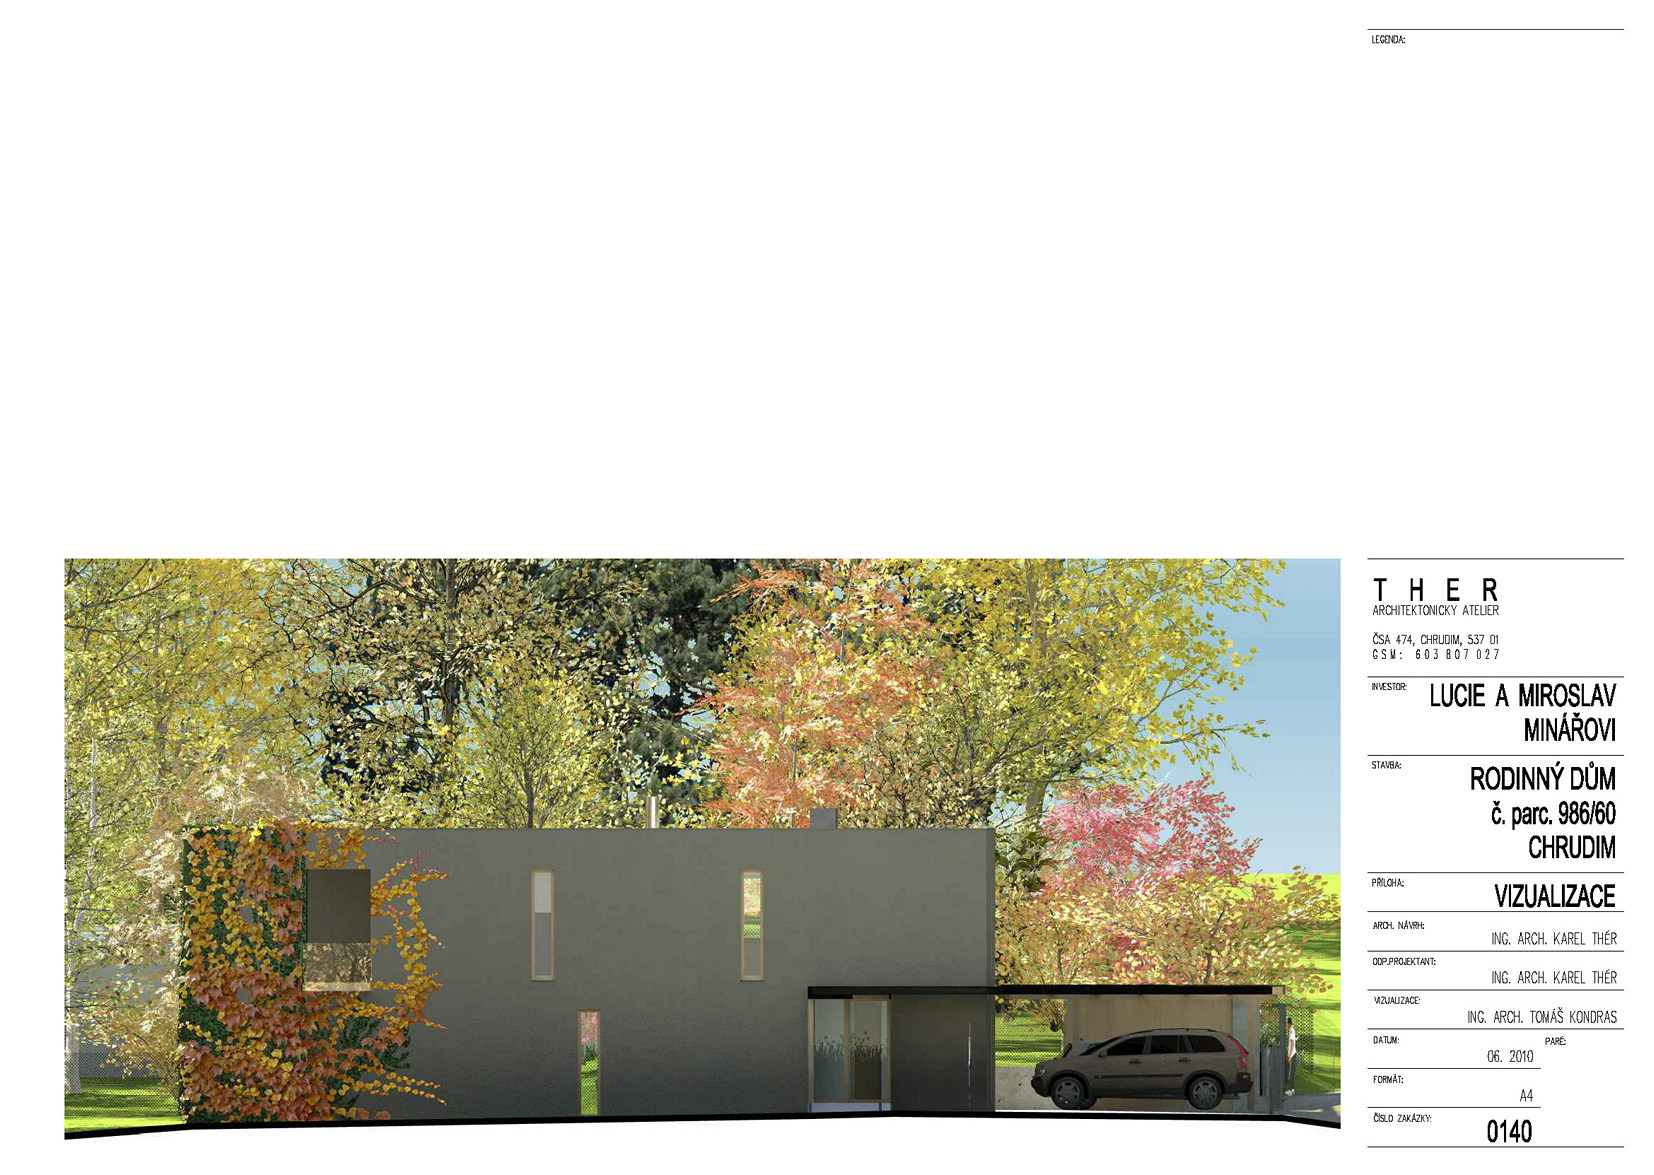 LEGENDA:
T H E R
ARCHITEKTONICKÝ ATELIER
ČSA 474, CHRUDIM, 537 01
GSM: 603 807 027
INVESTOR:
LUCIE A MIROSLAV
MINÁŘOVI
STAVBA:
RODINNÝ DŮM
č. parc. 986/60
CHRUDIM
PŘÍLOHA:
VIZUALIZACE
ARCH. NÁVRH:
ING. ARCH. KAREL THÉR
ODP.PROJEKTANT:
ING. ARCH. KAREL THÉR
VIZUALIZACE:
ING. ARCH. TOMÁŠ KONDRAS
DATUM:
06. 2010
PARÉ:
FORMÁT:
A4
ČÍSLO ZAKÁZKY:
0140